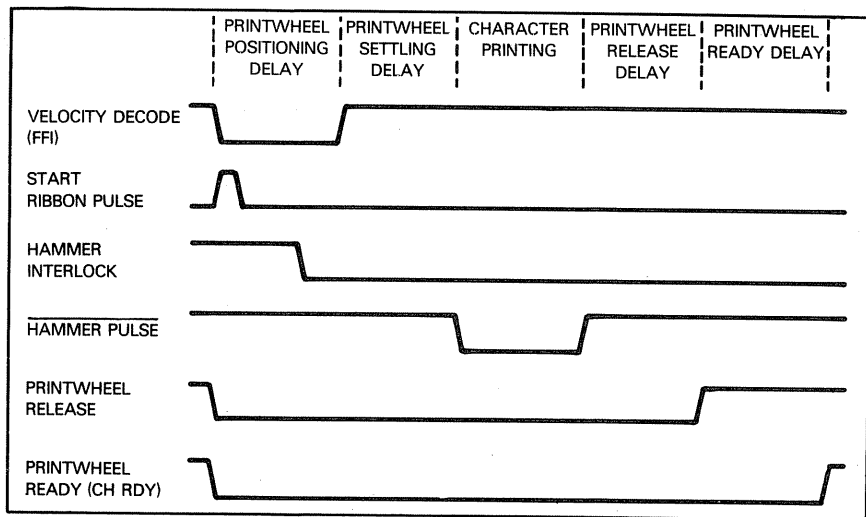 PRINTWHEEL POSITIONING DELAY
PRINTWHEEL SETTLING DELAY
CHARACTER PRINTING
PRINTWHEEL RELEASE DELAY
PRINTWHEEL READY DELAY
VELOCITY DECODE
(FFI)
START
RIBBON PULSE
HAMMER
INTERLOCK
HAMMER PULSE
PRINTWHEEL
RELEASE
PRINTWHEEL
READY (CH RDY)